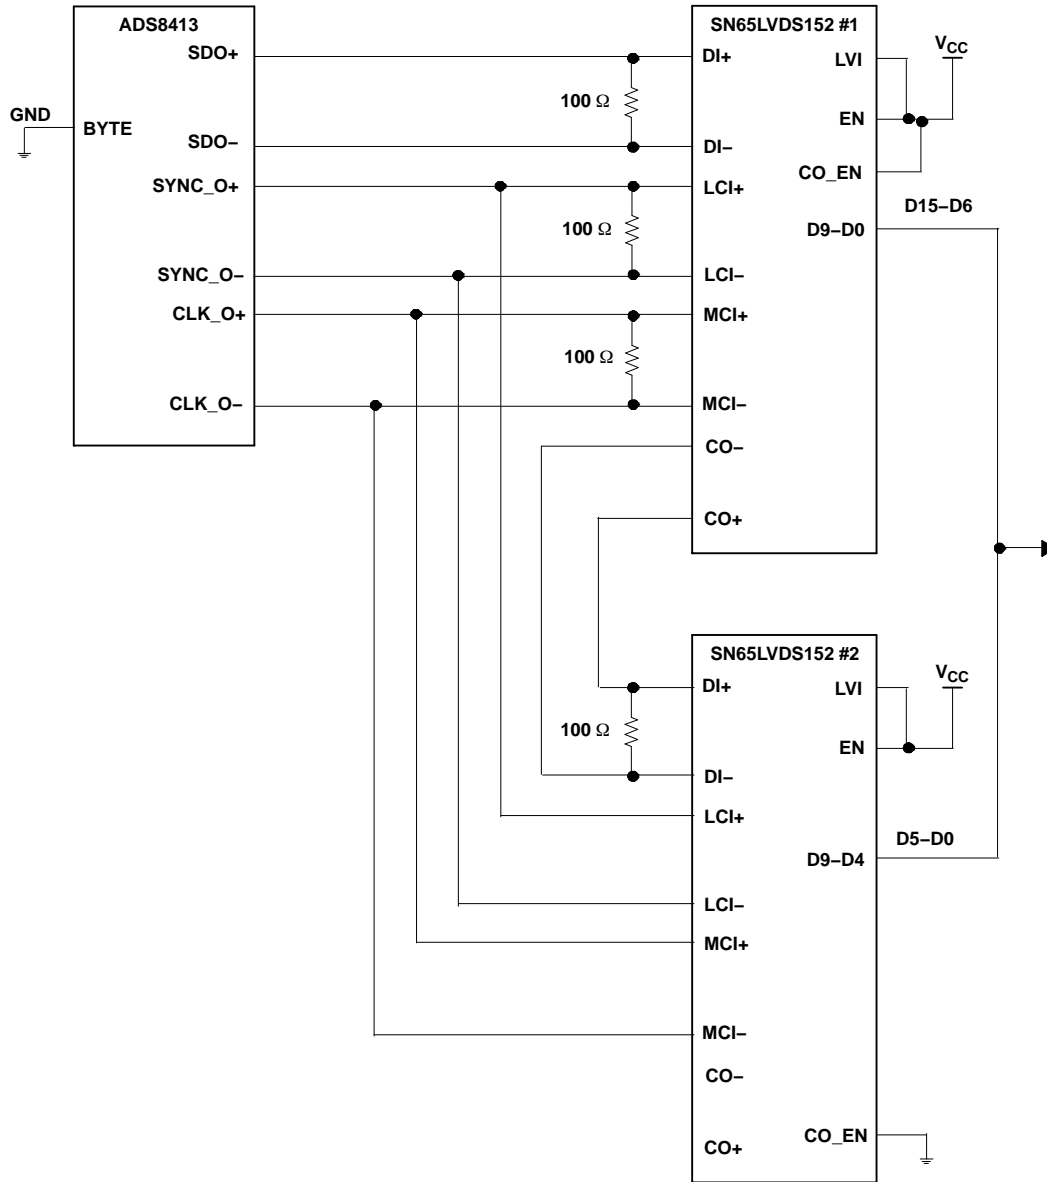 ADS8413
SDO+
GND
BYTE
SDO–
SYNC_O+
SYNC_O–
CLK_O+
CLK_O–
100 Ω
100 Ω
100 Ω
SN65LVDS152 #1
DI+
LVI
VCC
EN
DI–
CO_EN
LCI+
D15–D6
D9–D0
LCI–
MCI+
MCI–
CO–
CO+
SN65LVDS152 #2
DI+
LVI
VCC
100 Ω
EN
DI–
LCI+
D5–D0
D9–D4
LCI–
MCI+
MCI–
CO–
CO_EN
CO+